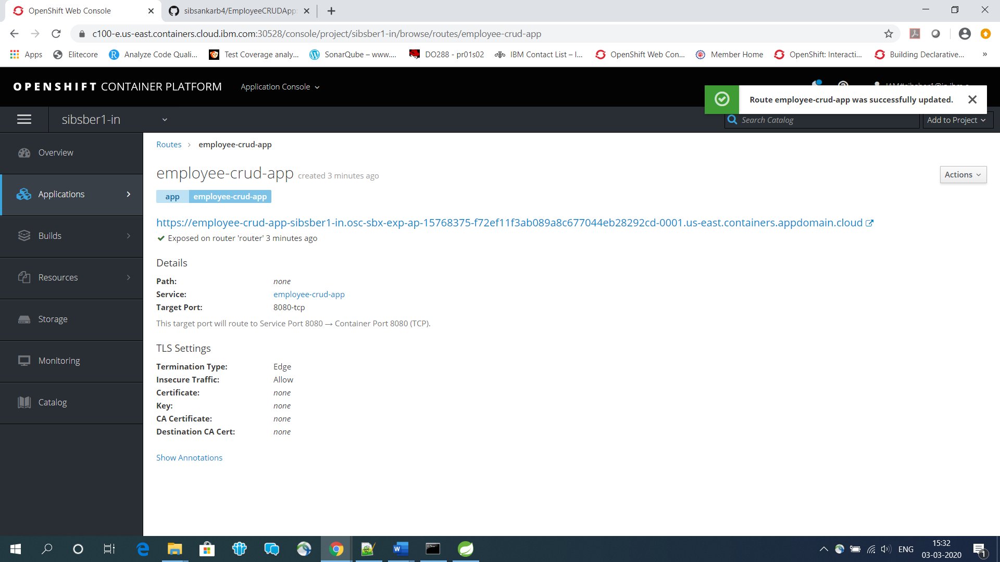 OpenShift Web Console
sibsankarb4/EmployeeCRUDApp:
c100-e.us-east.containers.cloud.ibm.com:30528/console/project/sibsber1-in/browse/routes/employee-crud-app
Apps
Elitecore
Analyze Code Quali...
Test Coverage analy...
SonarQube – www....
DO288 - pr01s02
IBM Contact List – I...
OpenShift Web Con...
Member Home
OpenShift: Interacti...
Building Declarative...
»
OPENSHIFT CONTAINER PLATFORM
Application Console
Route employee-crud-app was successfully updated.
sibsber1-in
Search Catalog
Add to Project
Overview
Applications
Builds
Resources
Storage
Monitoring
Catalog
Routes > employee-crud-app
employee-crud-app created 3 minutes ago
Actions
app employee-crud-app
https://employee-crud-app-sibsber1-in.osc-sbx-exp-ap-15768375-f72ef11f3ab089a8c677044eb28292cd-0001.us-east.containers.appdomain.cloud
Exposed on router 'router' 3 minutes ago
Details
Path: none
Service: employee-crud-app
Target Port: 8080-tcp
This target port will route to Service Port 8080 → Container Port 8080 (TCP).
TLS Settings
Termination Type: Edge
Insecure Traffic: Allow
Certificate: none
Key: none
CA Certificate: none
Destination CA Cert: none
Show Annotations
ENG
15:32
03-03-2020
1